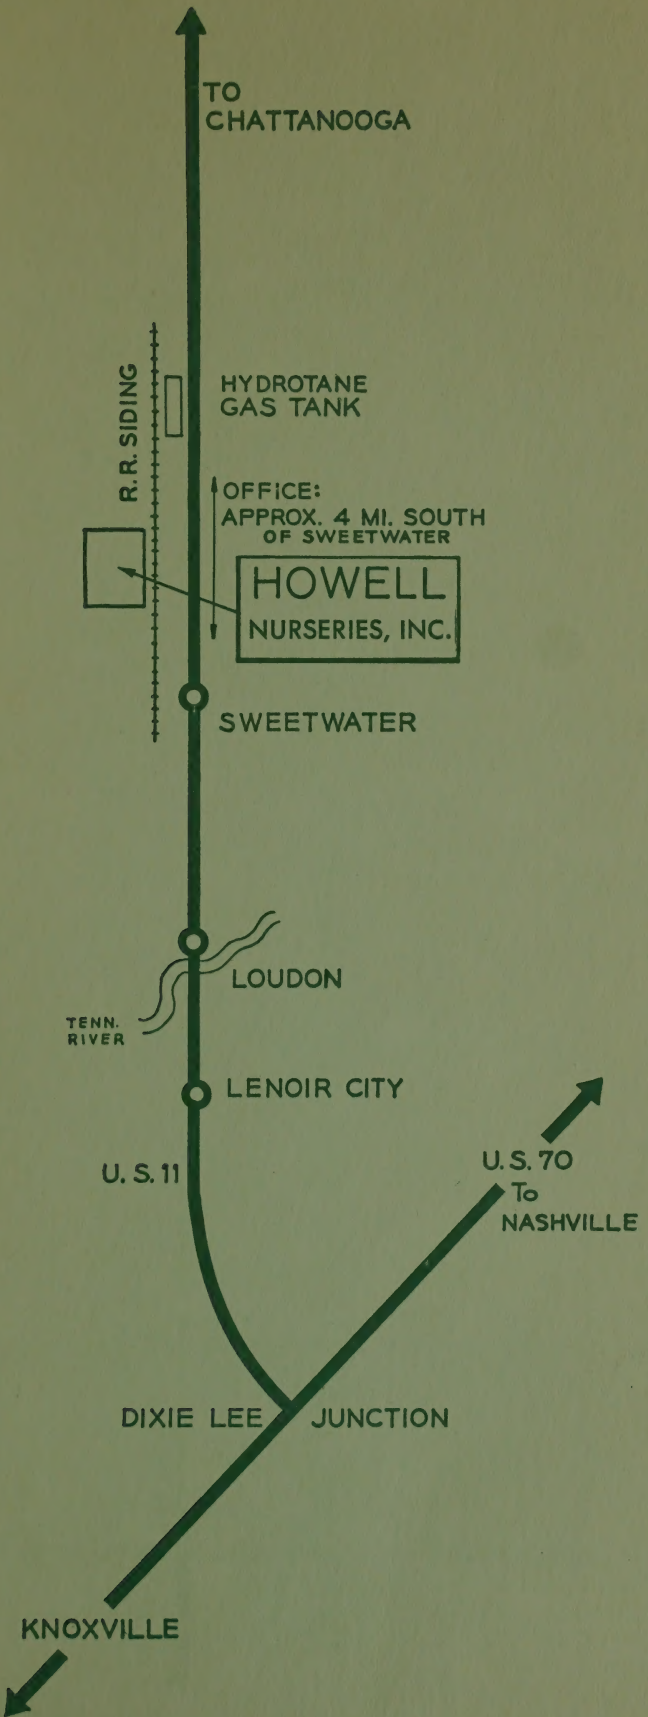 TO
CHATTANOOGA
HYDROTANE
GAS TANK
R.R. SIDING
OFFICE:
APPROX. 4 MI. SOUTH
OF SWEETWATER
HOWELL
NURSERIES, INC.
SWEETWATER
LOUDON
TENN.
RIVER
LENOIR CITY
U.S. 11
U.S. 70
To
NASHVILLE
DIXIE LEE JUNCTION
KNOXVILLE